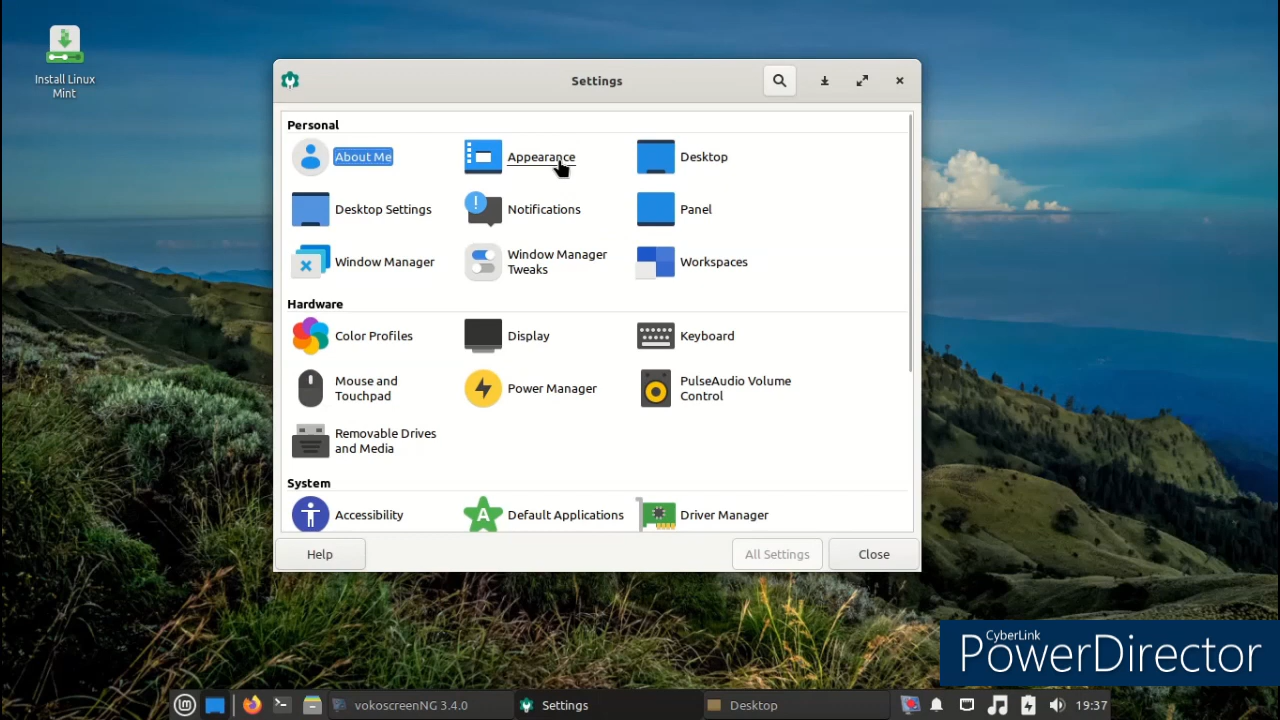 Install Linux
Mint
Settings
Personal
About Me
Appearance
Desktop
Desktop Settings
Notifications
Panel
Window Manager
Window Manager
Tweaks
Workspaces
Hardware
Color Profiles
Display
Keyboard
Mouse and
Touchpad
Power Manager
PulseAudio Volume
Control
Removable Drives
and Media
System
Accessibility
Default Applications
Driver Manager
Help
All Settings
Close
CyberLink
PowerDirector
vokoscreenNG 3.4.0
Settings
Desktop
19:37